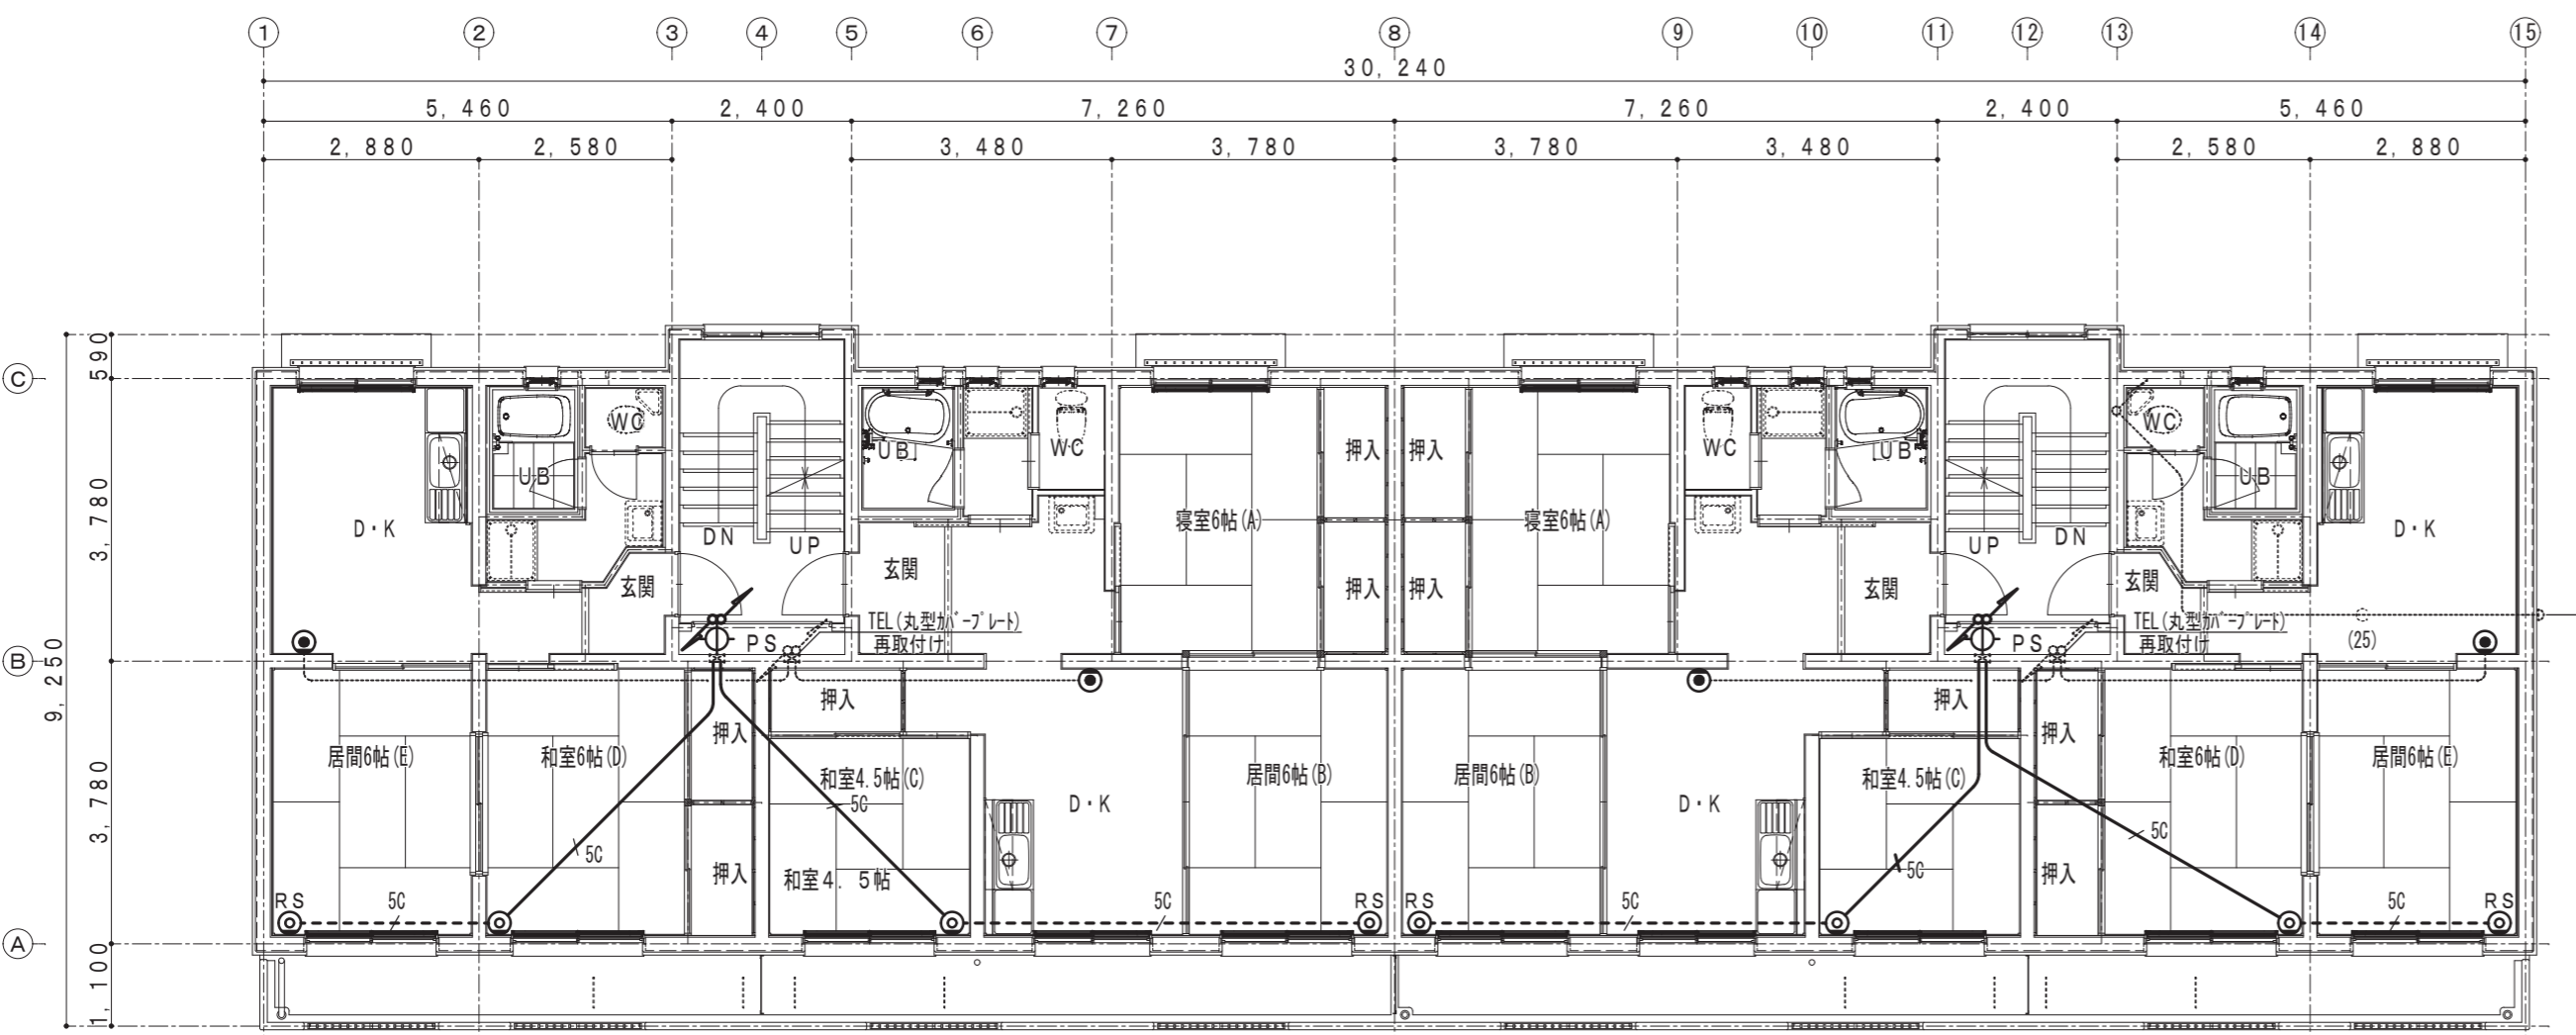 ① ② ③ ④ ⑤ ⑥ ⑦ ⑧ ⑨ ⑩ ⑪ ⑫ ⑬ ⑭ ⑮
30,240
5,460 2,400 7,260 7,260 2,400 5,460
2,880 2,580 3,480 3,780 3,780 3,480 2,580 2,880
590
Ⓒ
3,780
9,250
Ⓑ
3,780
Ⓐ
1,100
WC UB WC WC UB WC
UB UB
押入 押入
D・K DN UP 寝室6帖(A) 寝室6帖(A) UP DN D・K
玄関 玄関 押入 押入 玄関 玄関
TEL(丸型カバープレート) TEL(丸型カバープレート)
PS 再取付け PS 再取付け (25)
押入 押入
押入 押入
居間6帖(E) 和室6帖(D) 和室4.5帖(C) 居間6帖(B) 居間6帖(B) 和室4.5帖(C) 和室6帖(D) 居間6帖(E)
5C D・K D・K 5C
5C 5C
押入 和室4.5帖 押入
RS 5C 5C RS RS 5C 5C RS